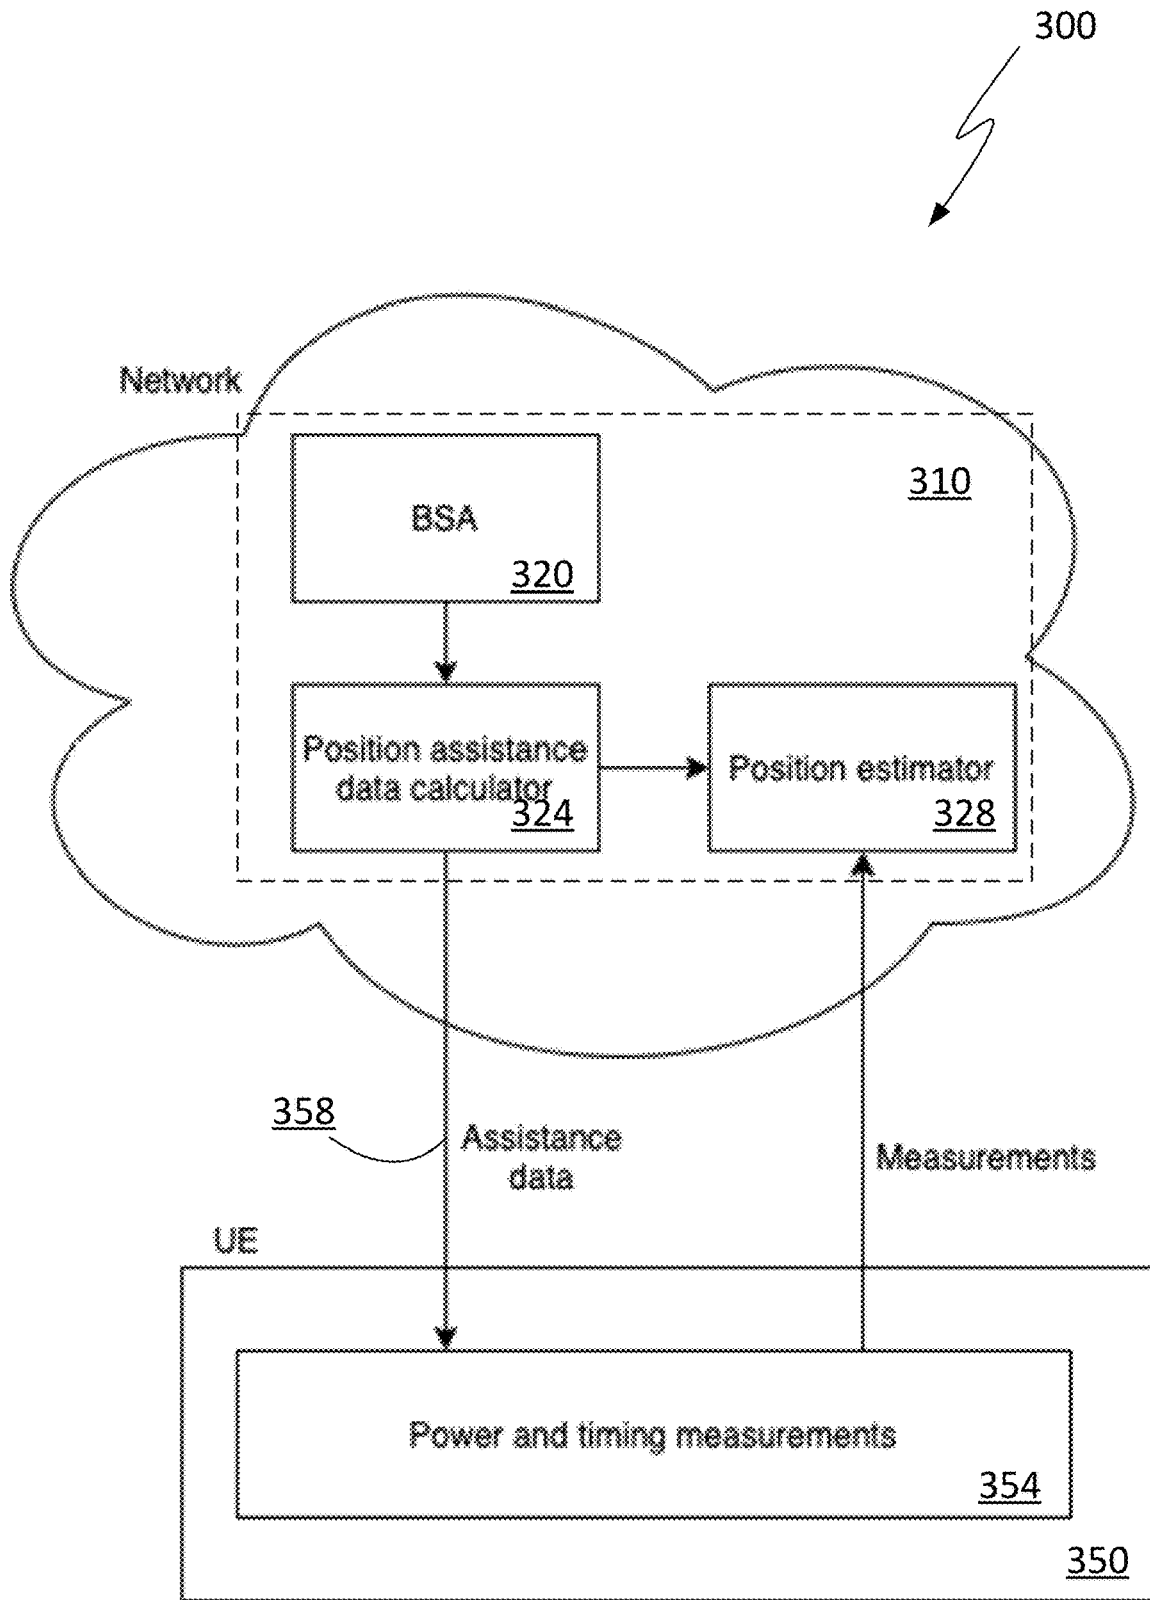 300
Network
310
BSA
320
Position assistance
data calculator
324
Position estimator
328
358
Assistance
data
Measurements
UE
Power and timing measurements
354
350